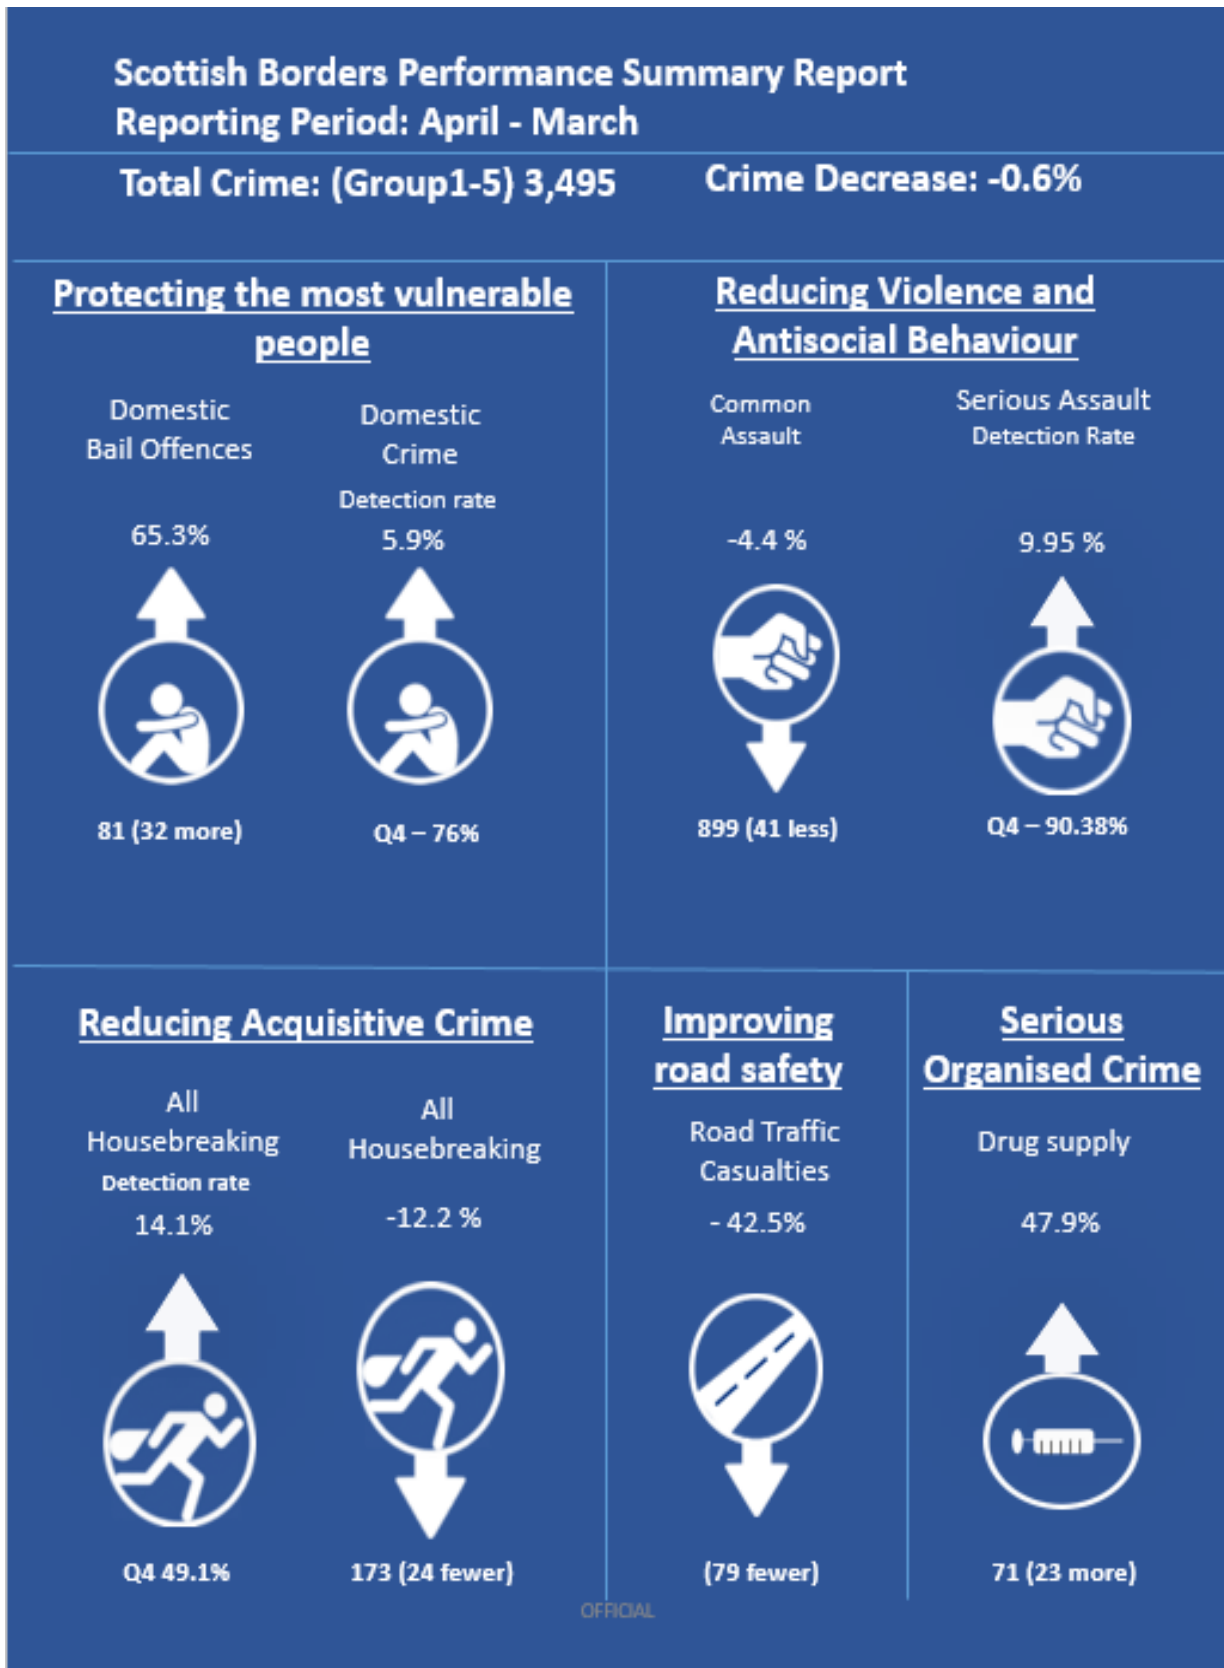 Scottish Borders Performance Summary Report
Reporting Period: April - March
Total Crime: (Group1-5) 3,495
Crime Decrease: -0.6%
Protecting the most vulnerable
people
Domestic
Bail Offences
65.3%
81 (32 more)
Domestic
Crime
Detection rate
5.9%
Q4 – 76%
Reducing Violence and
Antisocial Behaviour
Common
Assault
-4.4 %
899 (41 less)
Serious Assault
Detection Rate
9.95 %
Q4 – 90.38%
Reducing Acquisitive Crime
All
Housebreaking
Detection rate
14.1%
Q4 49.1%
All
Housebreaking
-12.2 %
173 (24 fewer)
Improving
road safety
Road Traffic
Casualties
- 42.5%
(79 fewer)
Serious
Organised Crime
Drug supply
47.9%
71 (23 more)
OFFICIAL